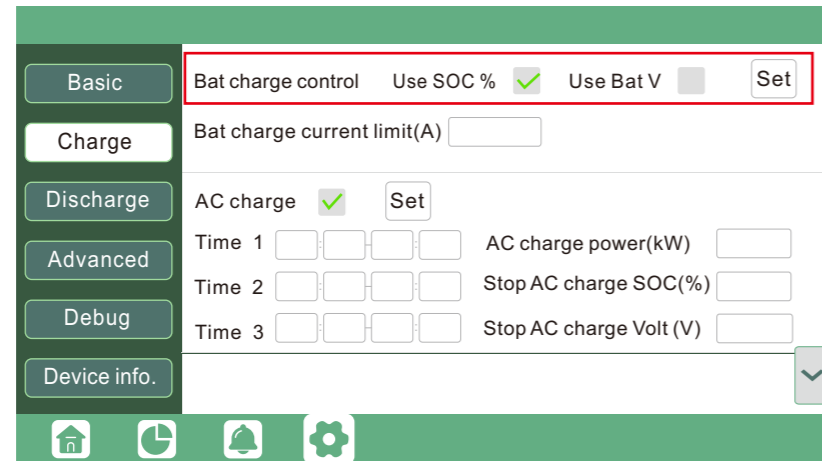 Basic
Charge
Discharge
Advanced
Debug
Device info.
Bat charge control Use SOC % Use Bat V Set
Bat charge current limit(A)
AC charge Set
Time 1 : - : AC charge power(kW)
Time 2 : - : Stop AC charge SOC(%)
Time 3 : - : Stop AC charge Volt (V)